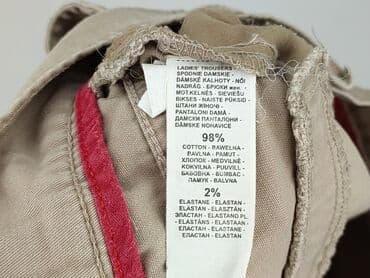 LADIES' TROUSERS -
SPODNIE DAMSKIE -
DÁMSKÉ KALHOTY - NŐI
NADRÁG - БРЮКИ жен. -
MOT.KELNĖS - SIEVIEŠU
BIKSES - NAISTE PÜKSID -
ШТАНИ ЖІНОЧІ -
PANTALONI DAMĂ -
ДАМСКИ ПАНТАЛОНИ -
DÁMSKE NOHAVICE
98%
COTTON - BAWEŁNA -
BAVLNA - PAMUT -
ХЛОПОК - MEDVILNĖ -
KOKVILNA - PUUVILL -
БАВОВНА - BUMBAC -
ПАМУК - BAVLNA
2%
ELASTANE - ELASTAN -
ELASTAN - ELASZTÁN -
ЭЛАСТАН - ELASTANO PL.
- ELASTĀNS - ELASTAAN -
ЕЛАСТАН - ELASTAN -
ЕЛАСТАН - ELASTAN